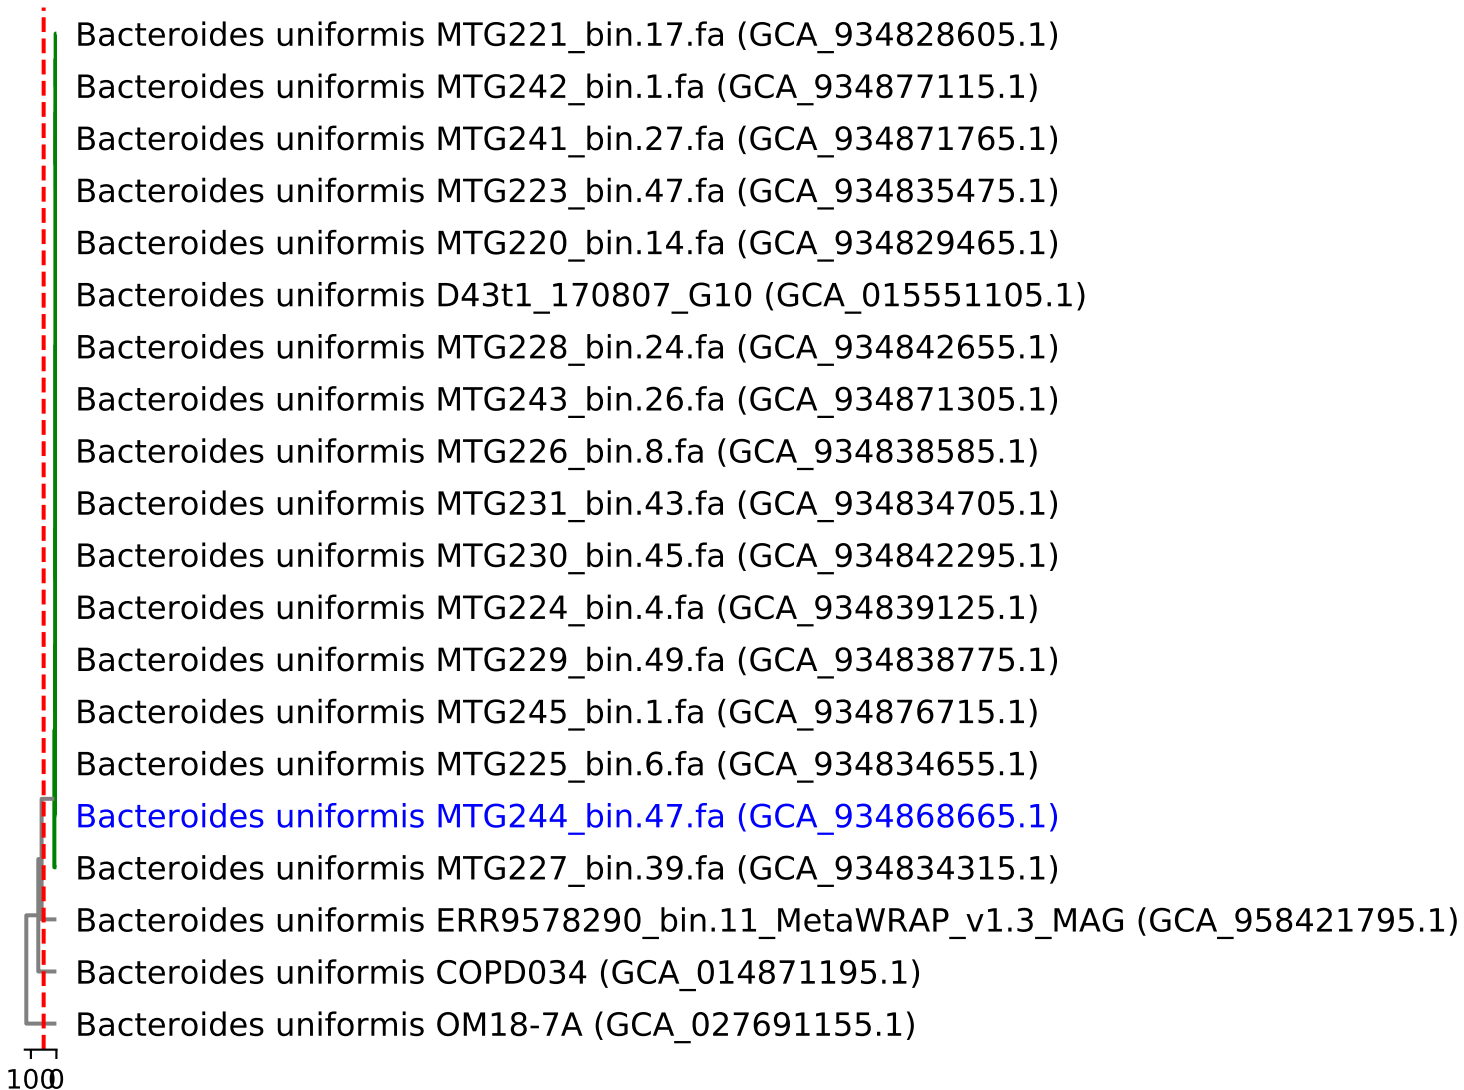 Bacteroides uniformis MTG221_bin.17.fa (GCA_934828605.1)
Bacteroides uniformis MTG242_bin.1.fa (GCA_934877115.1)
Bacteroides uniformis MTG241_bin.27.fa (GCA_934871765.1)
Bacteroides uniformis MTG223_bin.47.fa (GCA_934835475.1)
Bacteroides uniformis MTG220_bin.14.fa (GCA_934829465.1)
Bacteroides uniformis D43t1_170807_G10 (GCA_015551105.1)
Bacteroides uniformis MTG228_bin.24.fa (GCA_934842655.1)
Bacteroides uniformis MTG243_bin.26.fa (GCA_934871305.1)
Bacteroides uniformis MTG226_bin.8.fa (GCA_934838585.1)
Bacteroides uniformis MTG231_bin.43.fa (GCA_934834705.1)
Bacteroides uniformis MTG230_bin.45.fa (GCA_934842295.1)
Bacteroides uniformis MTG224_bin.4.fa (GCA_934839125.1)
Bacteroides uniformis MTG229_bin.49.fa (GCA_934838775.1)
Bacteroides uniformis MTG245_bin.1.fa (GCA_934876715.1)
Bacteroides uniformis MTG225_bin.6.fa (GCA_934834655.1)
Bacteroides uniformis MTG244_bin.47.fa (GCA_934868665.1)
Bacteroides uniformis MTG227_bin.39.fa (GCA_934834315.1)
Bacteroides uniformis ERR9578290_bin.11_MetaWRAP_v1.3_MAG (GCA_958421795.1)
Bacteroides uniformis COPD034 (GCA_014871195.1)
Bacteroides uniformis OM18-7A (GCA_027691155.1)
100 0